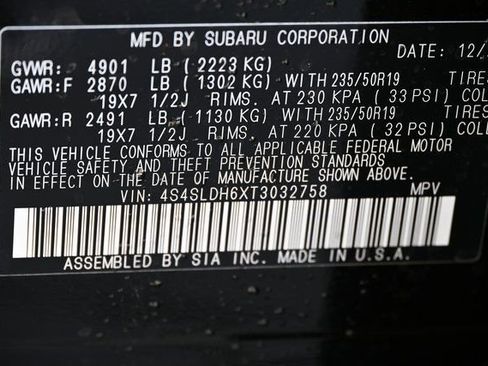 MFD BY SUBARU CORPORATION
DATE: 12/
GVWR: 4901 LB ( 2223 KG)
GAWR:F 2870 LB ( 1302 KG) WITH 235/50R19 TIRES
19X7 1/2J RIMS. AT 230 KPA ( 33 PSI) COL
GAWR:R 2491 LB ( 1130 KG) WITH 235/50R19 TIRE
19X7 1/2J RIMS. AT 220 KPA ( 32 PSI) COL
THIS VEHICLE CONFORMS TO ALL APPLICABLE FEDERAL MOTOR
VEHICLE SAFETY AND THEFT PREVENTION STANDARDS
IN EFFECT ON THE DATE OF MANUFACTURE SHOWN ABOVE.
VIN: 4S4SLDH6XT3032758 MPV
ASSEMBLED BY SIA INC. MADE IN U.S.A.